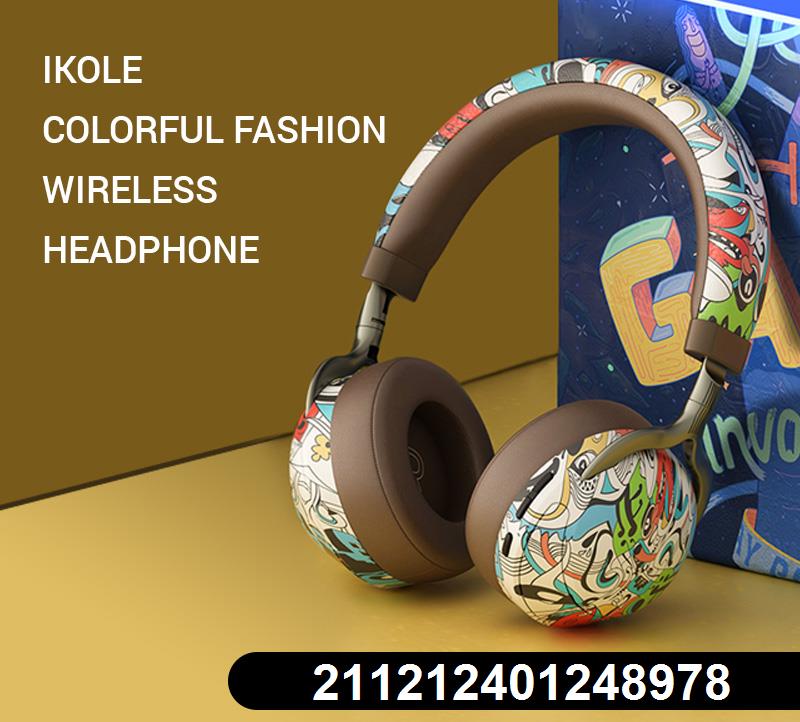 IKOLE
COLORFUL FASHION
WIRELESS
HEADPHONE
211212401248978